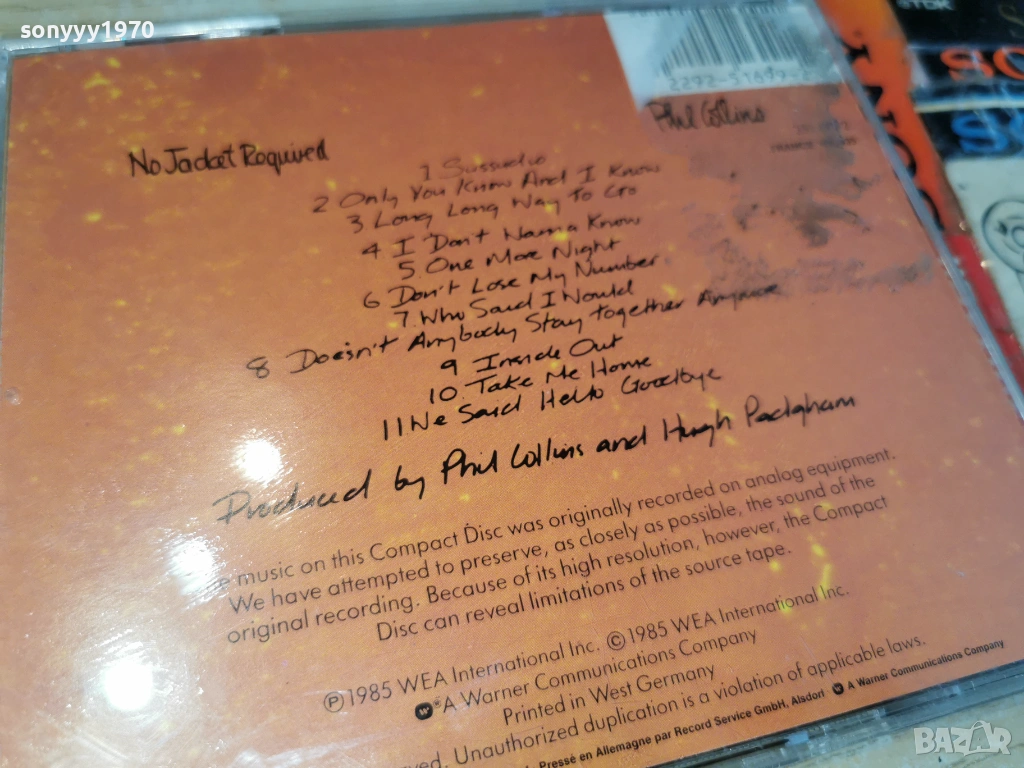 sonyyy1970
TDK
No Jacket Required
Phil Collins
1 Sussudio
2 Only You Know And I Know
3 Long Long Way To Go
4 I Don't Wanna Know
5 One More Night
6 Don't Lose My Number
7 Who Said I Would
8 Doesn't Anybody Stay Together Anymore
9 Inside Out
10 Take Me Home
11 We Said Hello Goodbye
Produced by Phil Collins and Hugh Padgham
music on this Compact Disc was originally recorded on analog equipment.
We have attempted to preserve, as closely as possible, the sound of the
original recording. Because of its high resolution, however, the Compact
Disc can reveal limitations of the source tape.
℗ 1985 WEA International Inc. © 1985 WEA International Inc.
A Warner Communications Company
Printed in West Germany
Unauthorized duplication is a violation of applicable laws.
Pressé en Allemagne par Record Service GmbH, Alsdorf
A Warner Communications Company
BAZAR